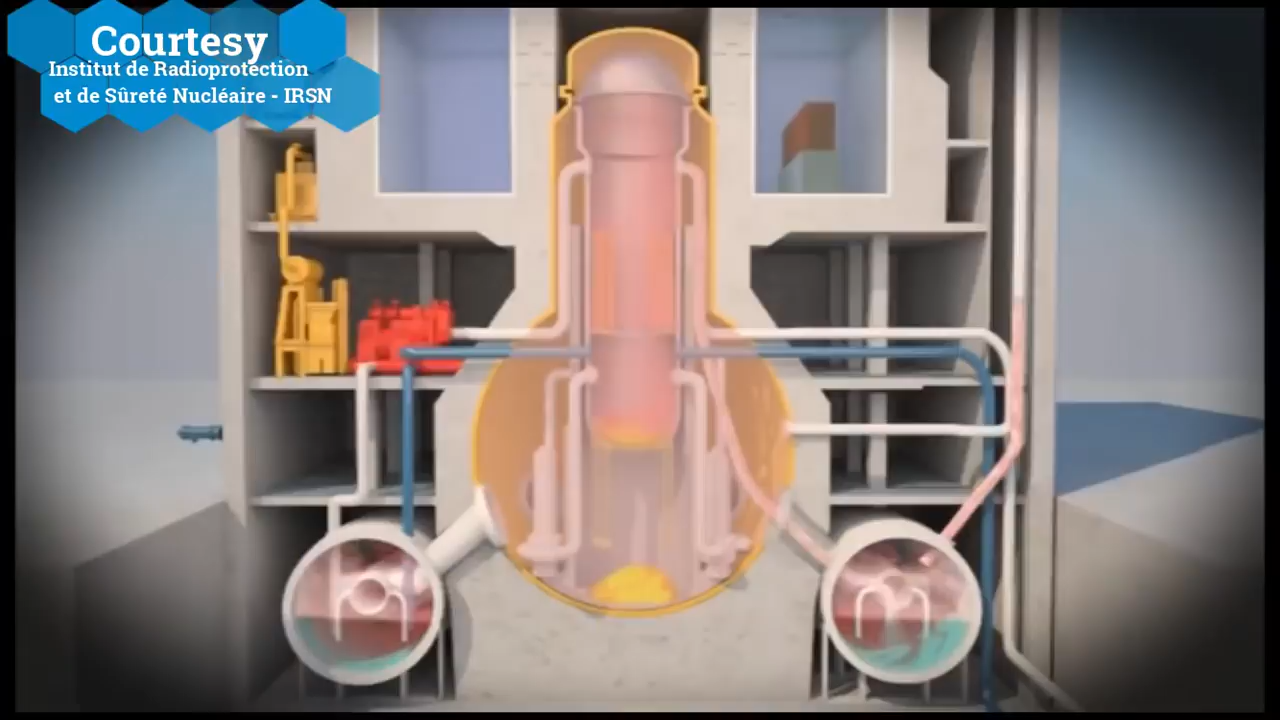 Courtesy
Institut de Radioprotection
et de Sûreté Nucléaire - IRSN